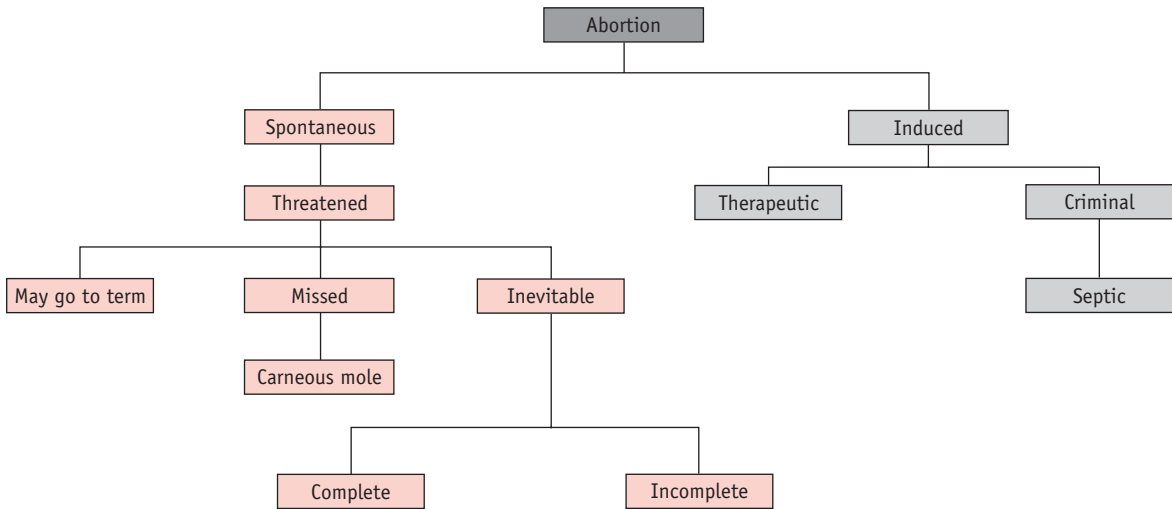 Abortion
Spontaneous
Induced
Threatened
Therapeutic
Criminal
May go to term
Missed
Inevitable
Septic
Carneous mole
Complete
Incomplete